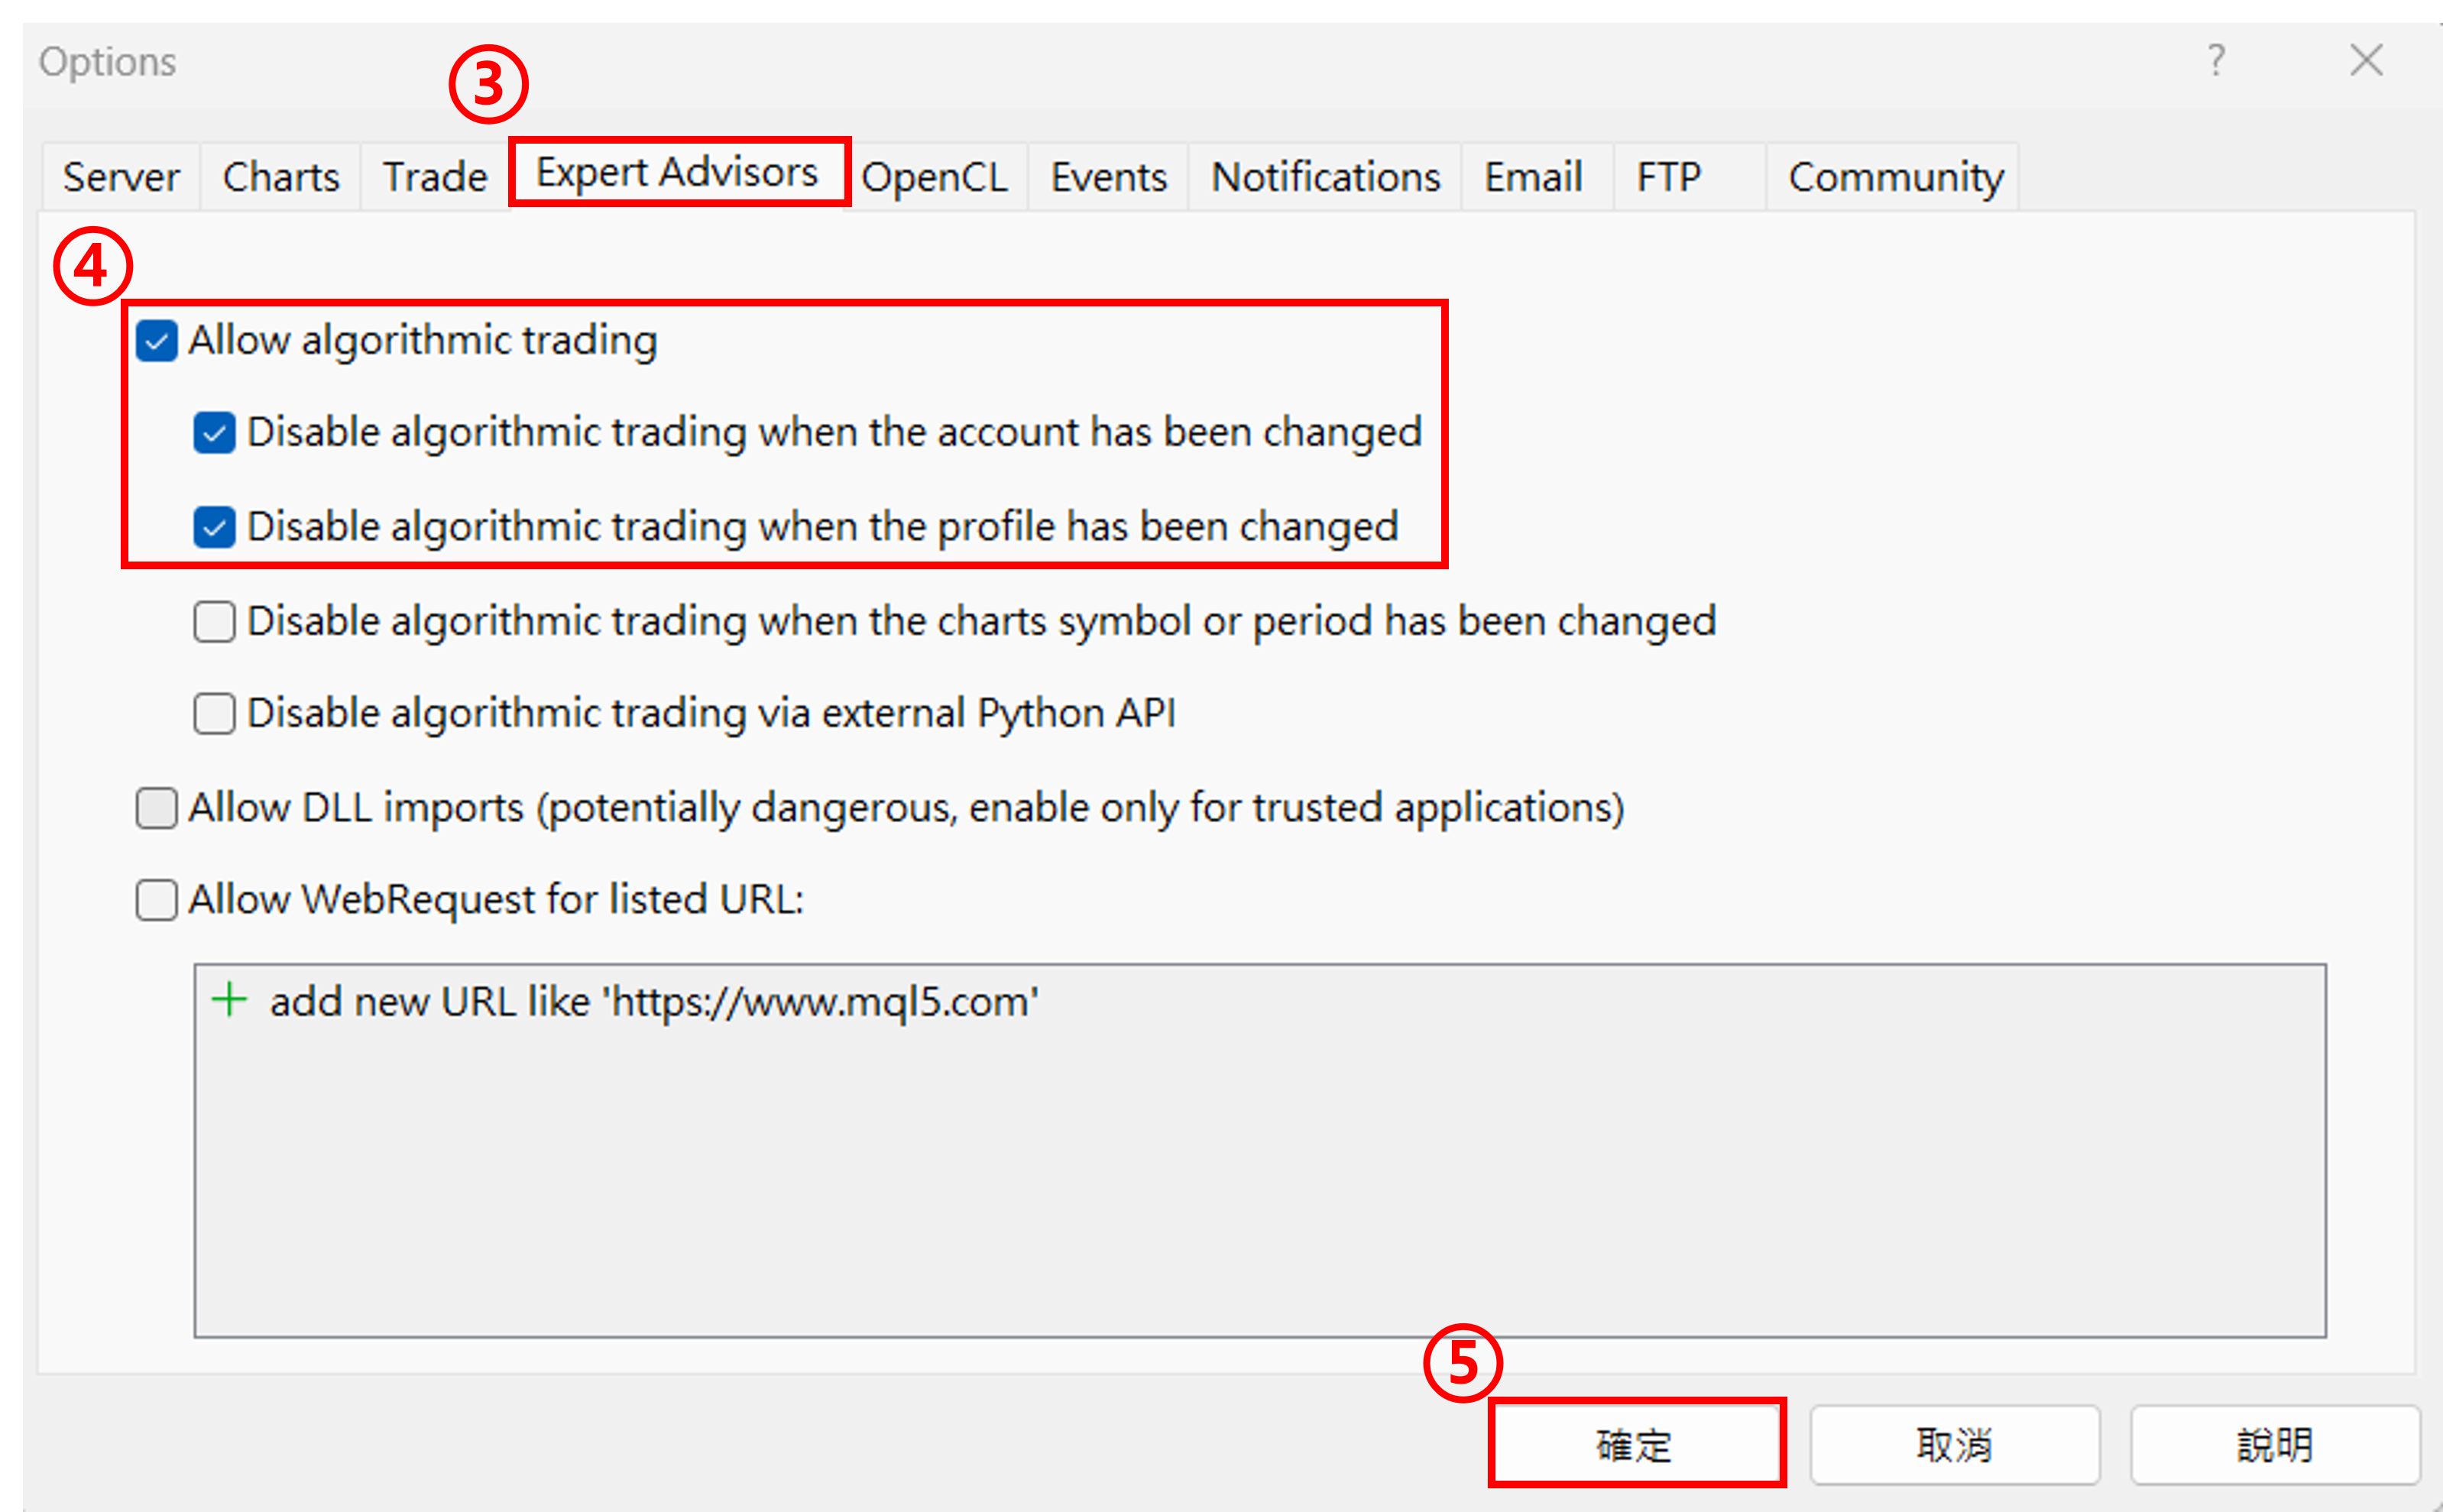 Options
?
③
Server Charts Trade Expert Advisors OpenCL Events Notifications Email FTP Community
④
Allow algorithmic trading
Disable algorithmic trading when the account has been changed
Disable algorithmic trading when the profile has been changed
Disable algorithmic trading when the charts symbol or period has been changed
Disable algorithmic trading via external Python API
Allow DLL imports (potentially dangerous, enable only for trusted applications)
Allow WebRequest for listed URL:
add new URL like 'https://www.mql5.com'
⑤
確定 取消 說明